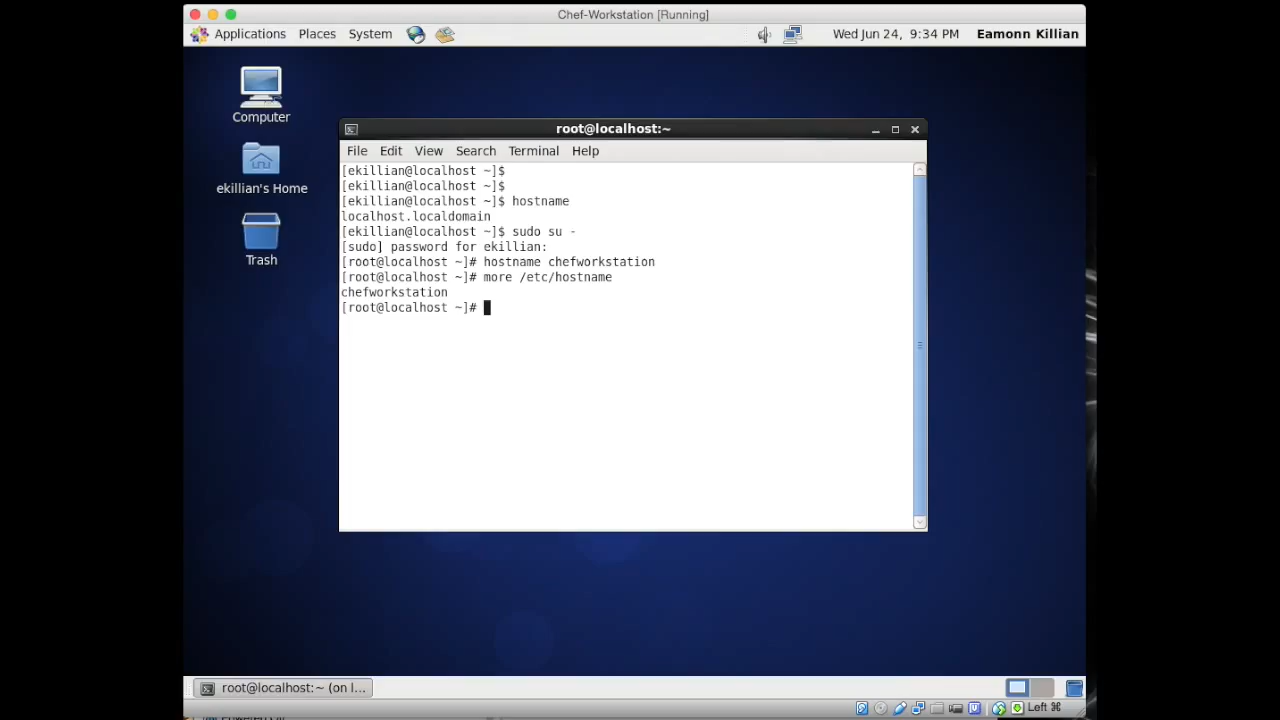 Chef-Workstation [Running]
Applications Places System Wed Jun 24, 9:34 PM Eamonn Killian
Computer
ekillian's Home
Trash
root@localhost:~
File Edit View Search Terminal Help
[ekillian@localhost ~]$
[ekillian@localhost ~]$
[ekillian@localhost ~]$ hostname
localhost.localdomain
[ekillian@localhost ~]$ sudo su -
[sudo] password for ekillian:
[root@localhost ~]# hostname chefworkstation
[root@localhost ~]# more /etc/hostname
chefworkstation
[root@localhost ~]#
root@localhost:~ (on l...
Left ⌘